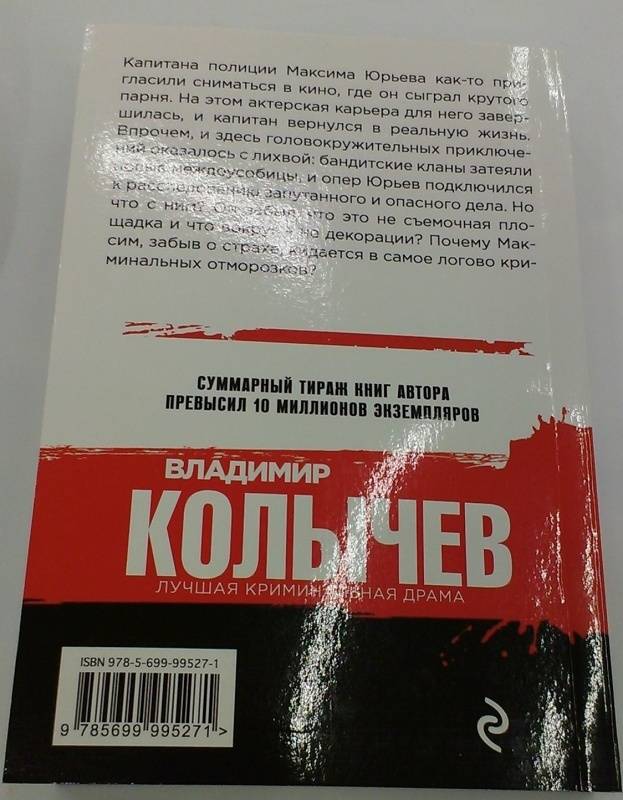 Капитана полиции Максима Юрьева как-то при-
гласили сниматься в кино, где он сыграл крутого
парня. На этом актерская карьера для него завер-
шилась, и капитан вернулся в реальную жизнь.
Впрочем, и здесь головокружительных приключе-
ний оказалось с лихвой: бандитские кланы затеяли
новые междоусобицы, и опер Юрьев подключился
к расследованию запутанного и опасного дела. Но
что с ним? Он забыл, что это не съемочная пло-
щадка и что вокруг не декорации? Почему Мак-
сим, забыв о страхе, кидается в самое логово кри-
минальных отморозков?
СУММАРНЫЙ ТИРАЖ КНИГ АВТОРА
ПРЕВЫСИЛ 10 МИЛЛИОНОВ ЭКЗЕМПЛЯРОВ
ВЛАДИМИР
КОЛЫЧЕВ
ЛУЧШАЯ КРИМИНАЛЬНАЯ ДРАМА
ISBN 978-5-699-99527-1
9 785699 995271 >